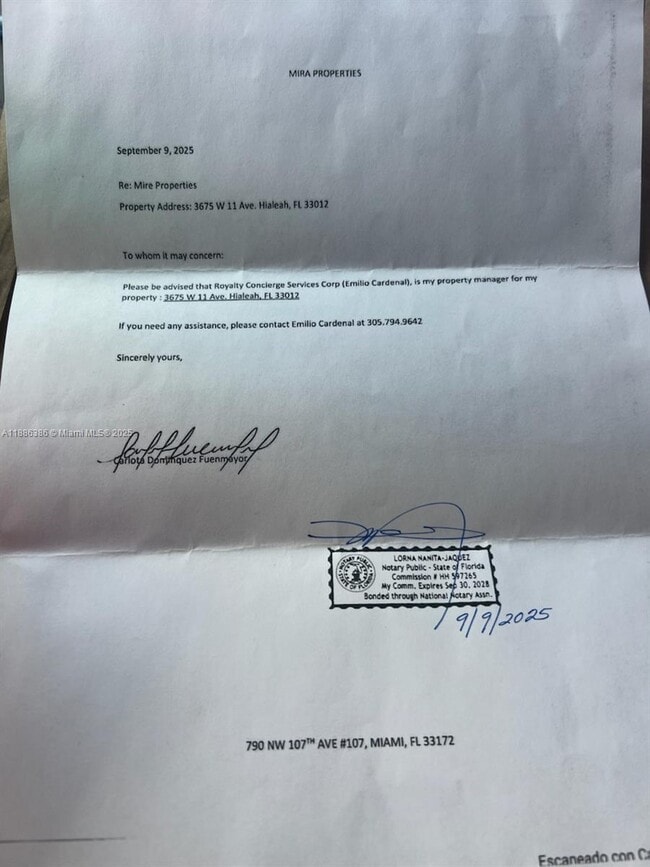 MIRA PROPERTIES
September 9, 2025
Re: Mire Properties
Property Address: 3675 W 11 Ave. Hialeah, FL 33012
To whom it may concern:
Please be advised that Royalty Concierge Services Corp (Emilio Cardenal), is my property manager for my
property : 3675 W 11 Ave. Hialeah, FL 33012
If you need any assistance, please contact Emilio Cardenal at 305.794.9642
Sincerely yours,
A11886386 © Miami MLS® 2025
Carlota Dominquez Fuenmayor
LORNA NANITA-JAQUEZ
Notary Public - State of Florida
Commission # HH 597265
My Comm. Expires Sep 30, 2028
Bonded through National Notary Assn.
9/9/2025
790 NW 107TH AVE #107, MIAMI, FL 33172
Escaneado con